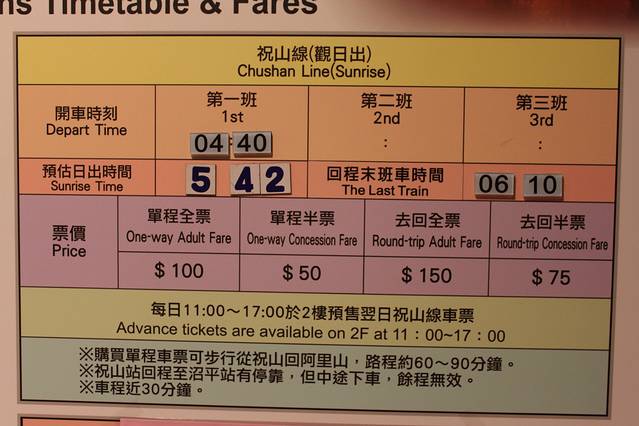 ns Timetable & Fares
祝山線(觀日出)
Chushan Line(Sunrise)
開車時刻
Depart Time
第一班
1st
04:40
第二班
2nd
:
第三班
3rd
:
預估日出時間
Sunrise Time
5 42
回程末班車時間
The Last Train
06 10
票價
Price
單程全票
One-way Adult Fare
單程半票
One-way Concession Fare
去回全票
Round-trip Adult Fare
去回半票
Round-trip Concession Fare
$ 100
$ 50
$ 150
$ 75
每日11:00～17:00於2樓預售翌日祝山線車票
Advance tickets are available on 2F at 11：00~17：00
※購買單程車票可步行從祝山回阿里山，路程約60～90分鐘。
※祝山站回程至沼平站有停靠，但中途下車，餘程無效。
※車程近30分鐘。